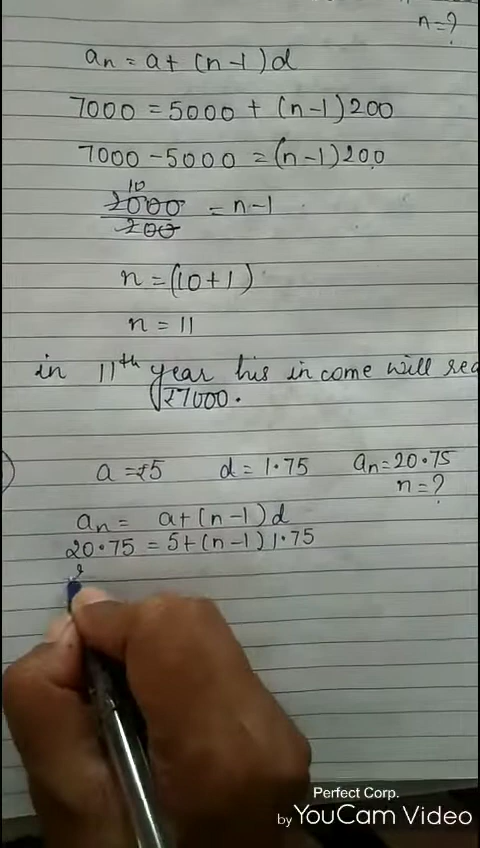 n=?
an = a+ (n-1)d
7000 = 5000 + (n-1)200
7000-5000 = (n-1)200
10
2000/200 = n-1
n = (10+1)
n = 11
in 11th year his income will rea
₹7000.
a = ₹5 d = 1.75 an = 20.75
n = ?
an = a+(n-1)d
20.75 = 5+(n-1)1.75
Perfect Corp.
by YouCam Video